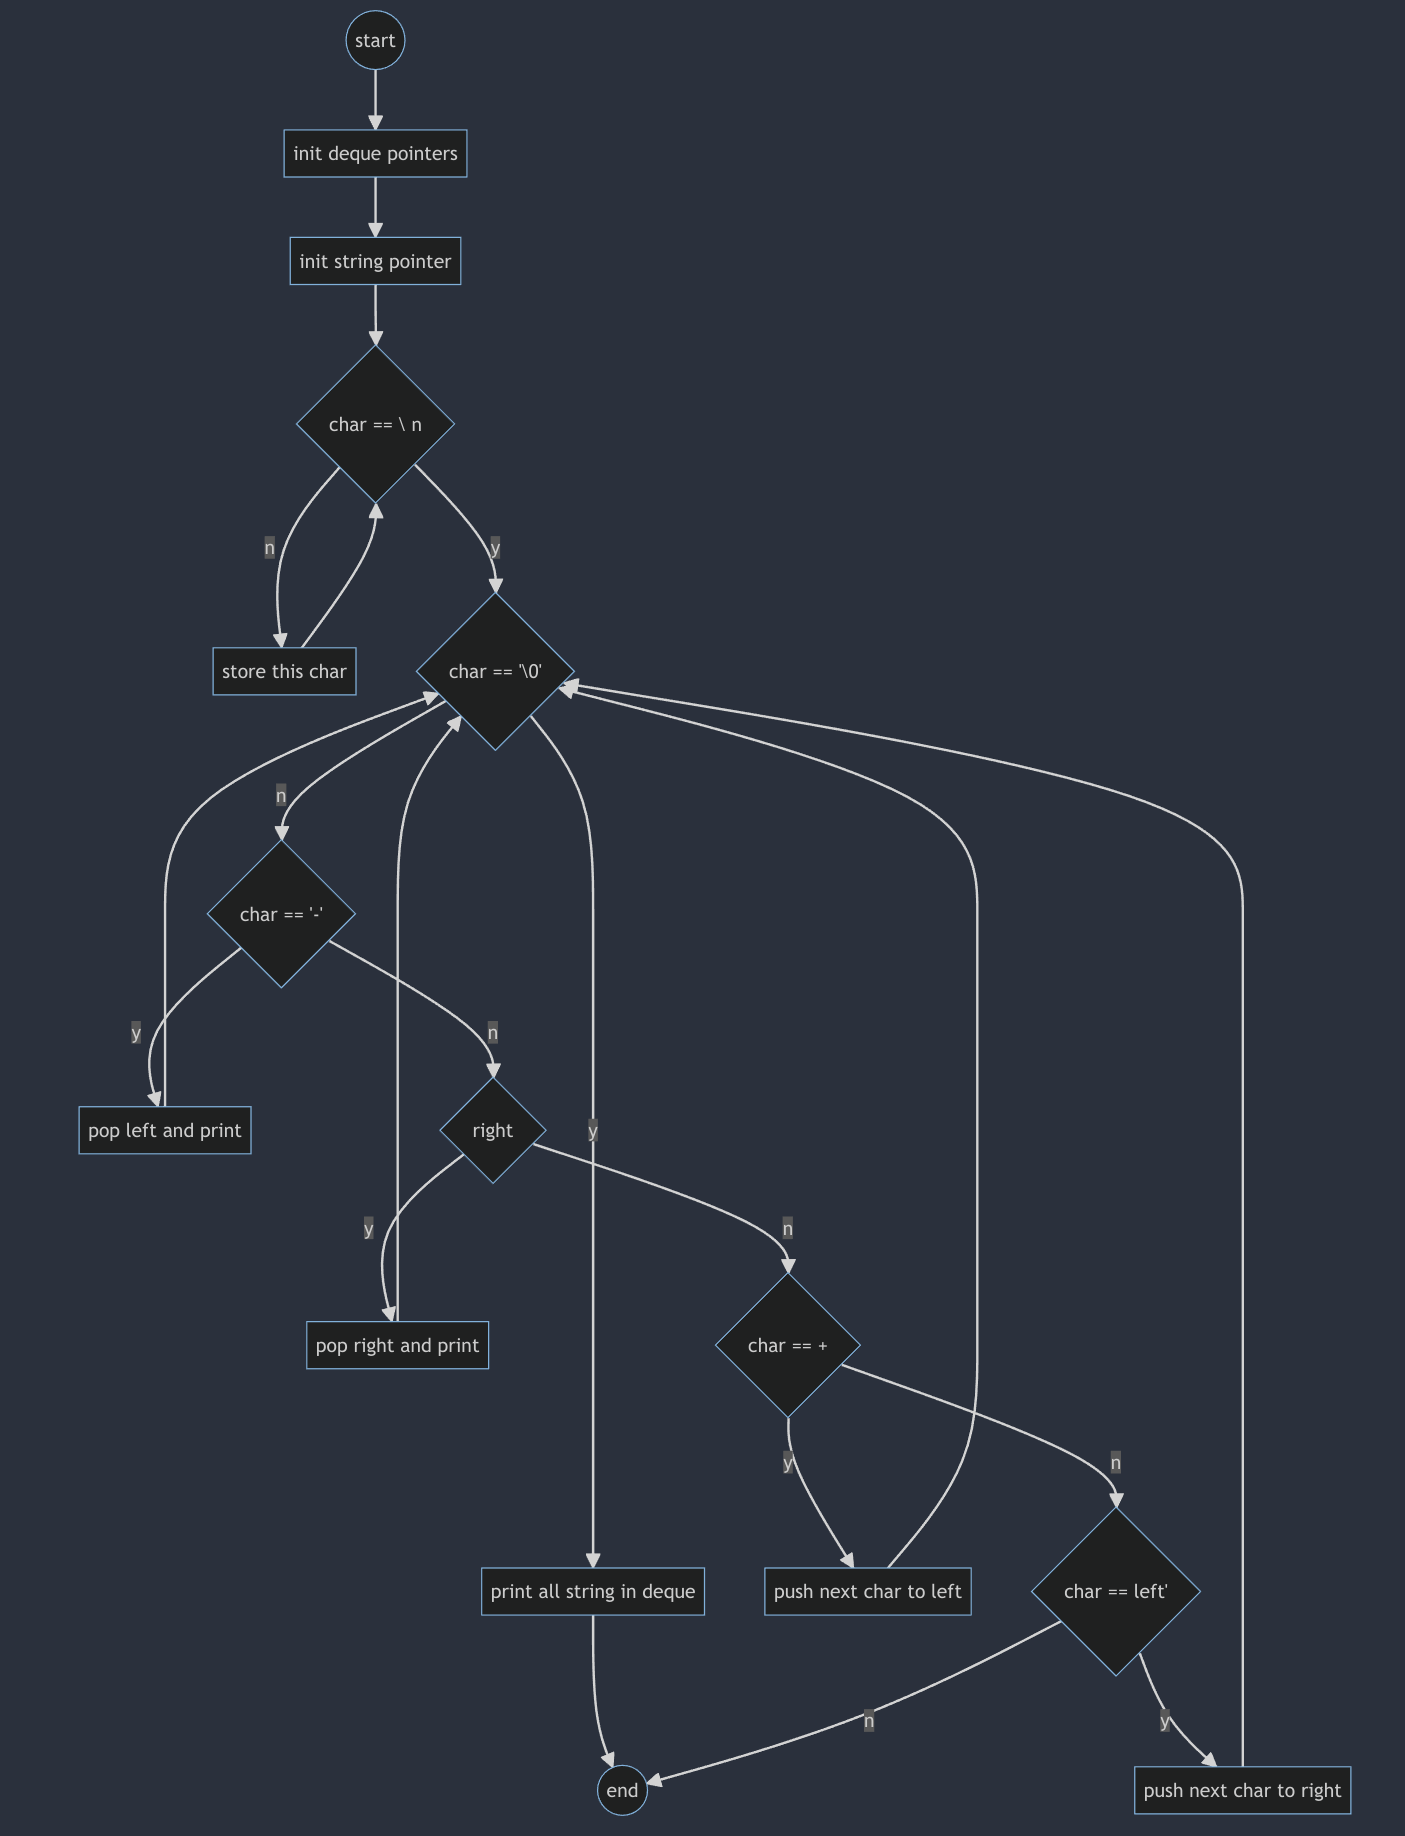 start
init deque pointers
init string pointer
char == \ n
n
y
store this char
char == '\0'
n
char == '-'
y
n
pop left and print
right
y
y
n
pop right and print
char == +
y
n
print all string in deque
push next char to left
char == left'
n
y
end
push next char to right